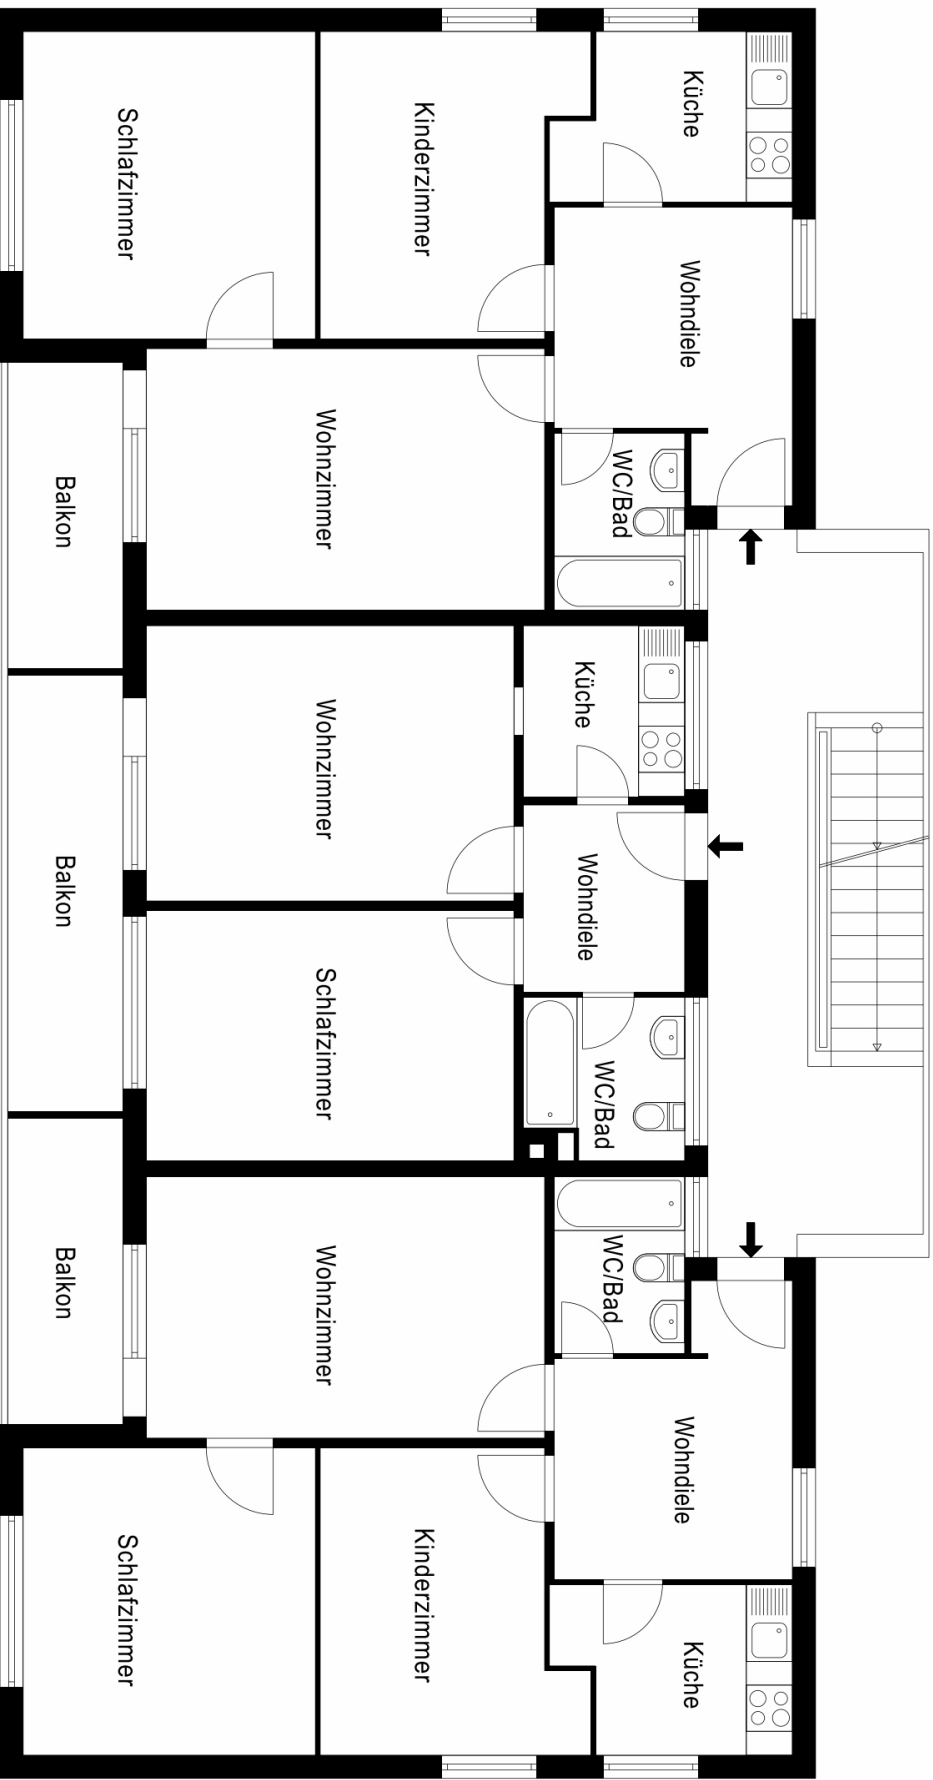 Küche
Kinderzimmer
Schlafzimmer
Wohndiele
WC/Bad
Wohnzimmer
Balkon
Küche
Wohnzimmer
Wohndiele
Balkon
Schlafzimmer
WC/Bad
WC/Bad
Wohnzimmer
Balkon
Wohndiele
Kinderzimmer
Schlafzimmer
Küche